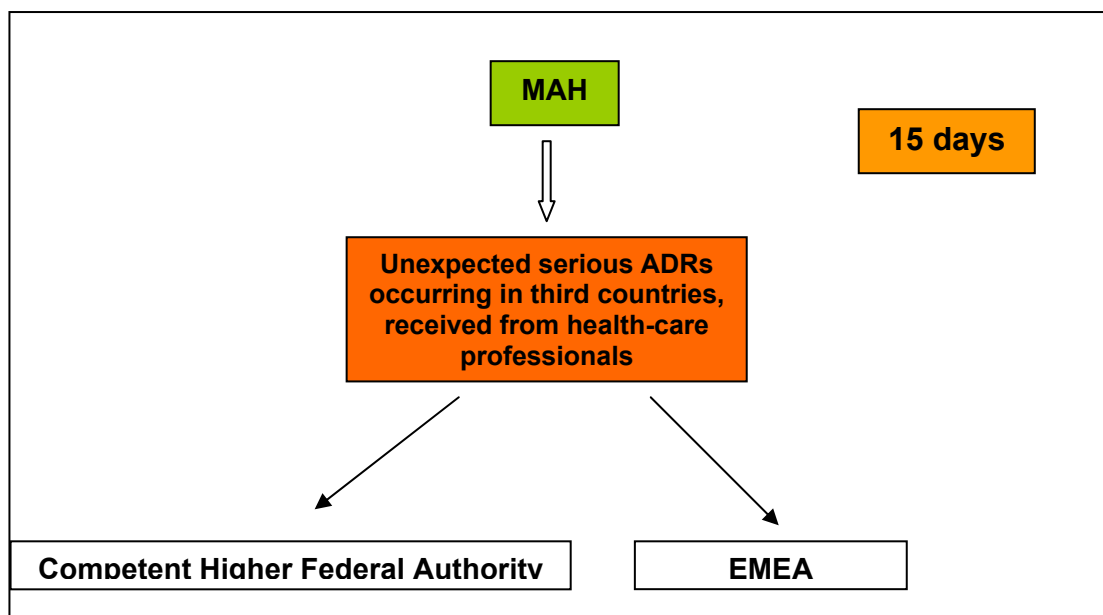 MAH
15 days
Unexpected serious ADRs
occurring in third countries,
received from health-care
professionals
Competent Higher Federal Authority
EMEA